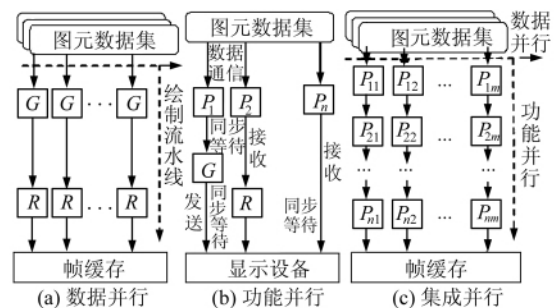 图元数据集
绘制流水线
G G G ... G
R R R ... R
帧缓存
(a) 数据并行
图元数据集
数据通信
P₁ P₂ Pₙ
同步等待
接收
接收
G
发送
同步等待
R
同步等待
显示设备
(b) 功能并行
图元数据集
数据并行
P₁₁ P₁₂ ... P₁ₘ
P₂₁ P₂₂ ... P₂ₘ
... ... ...
Pₙ₁ Pₙ₂ ... Pₙₘ
功能并行
帧缓存
(c) 集成并行